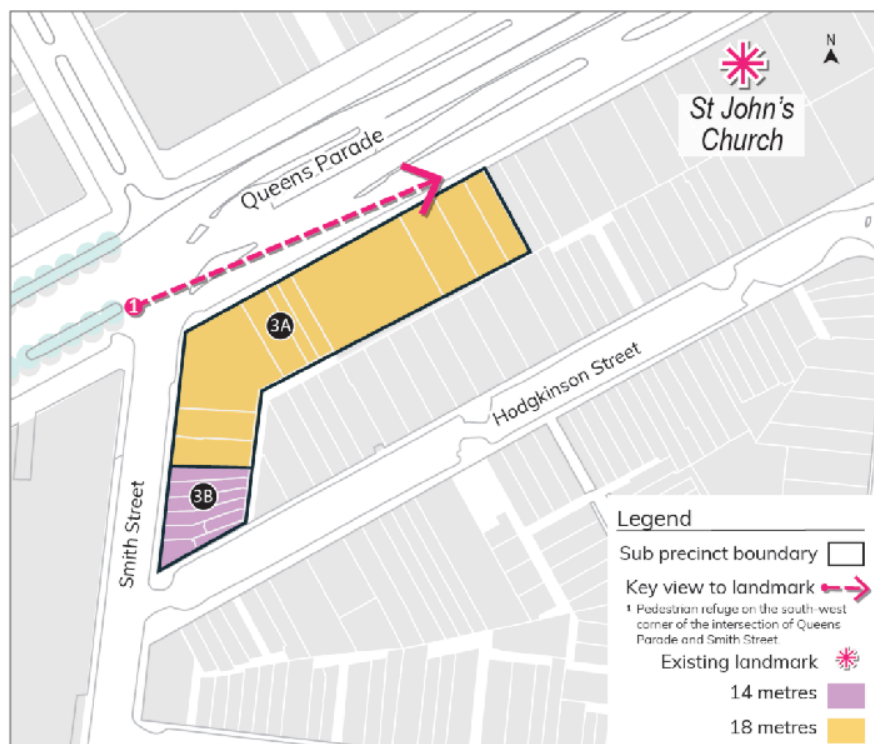 N
St John's
Church
Queens Parade
1
3A
Hodgkinson Street
3B
Smith Street
Legend
Sub precinct boundary
Key view to landmark
1 Pedestrian refuge on the south-west
corner of the intersection of Queens
Parade and Smith Street.
Existing landmark
14 metres
18 metres